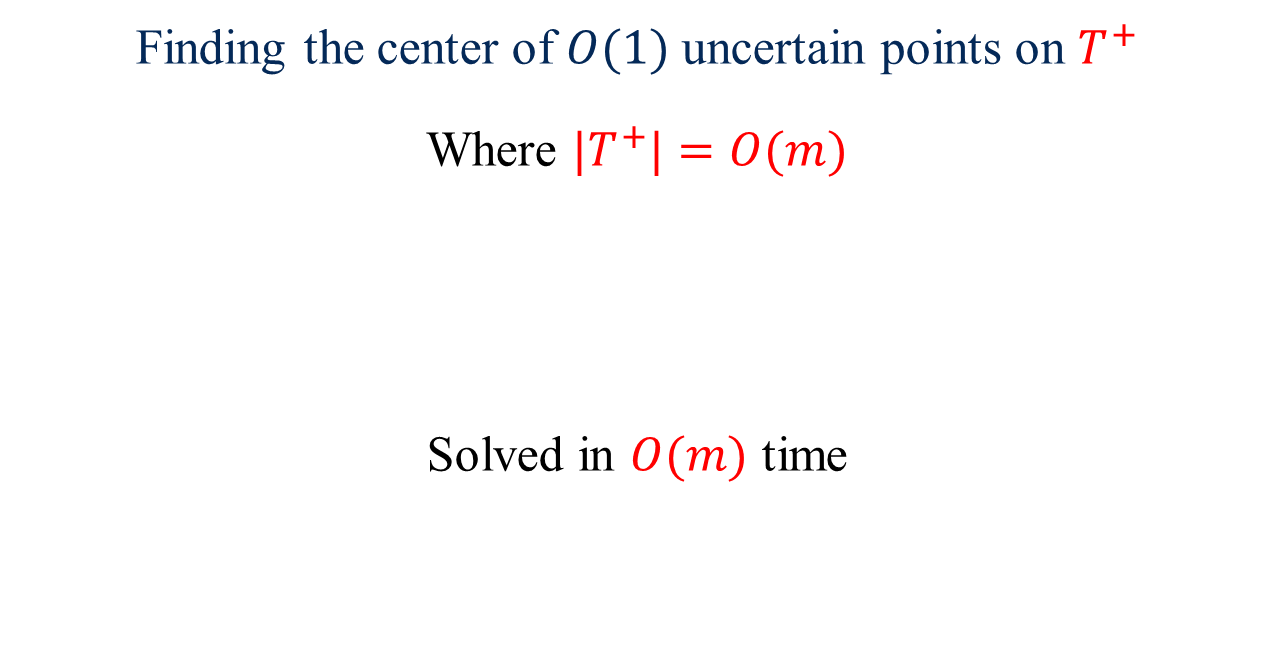 Finding the center of O(1) uncertain points on T⁺
Where |T⁺| = O(m)
Solved in O(m) time